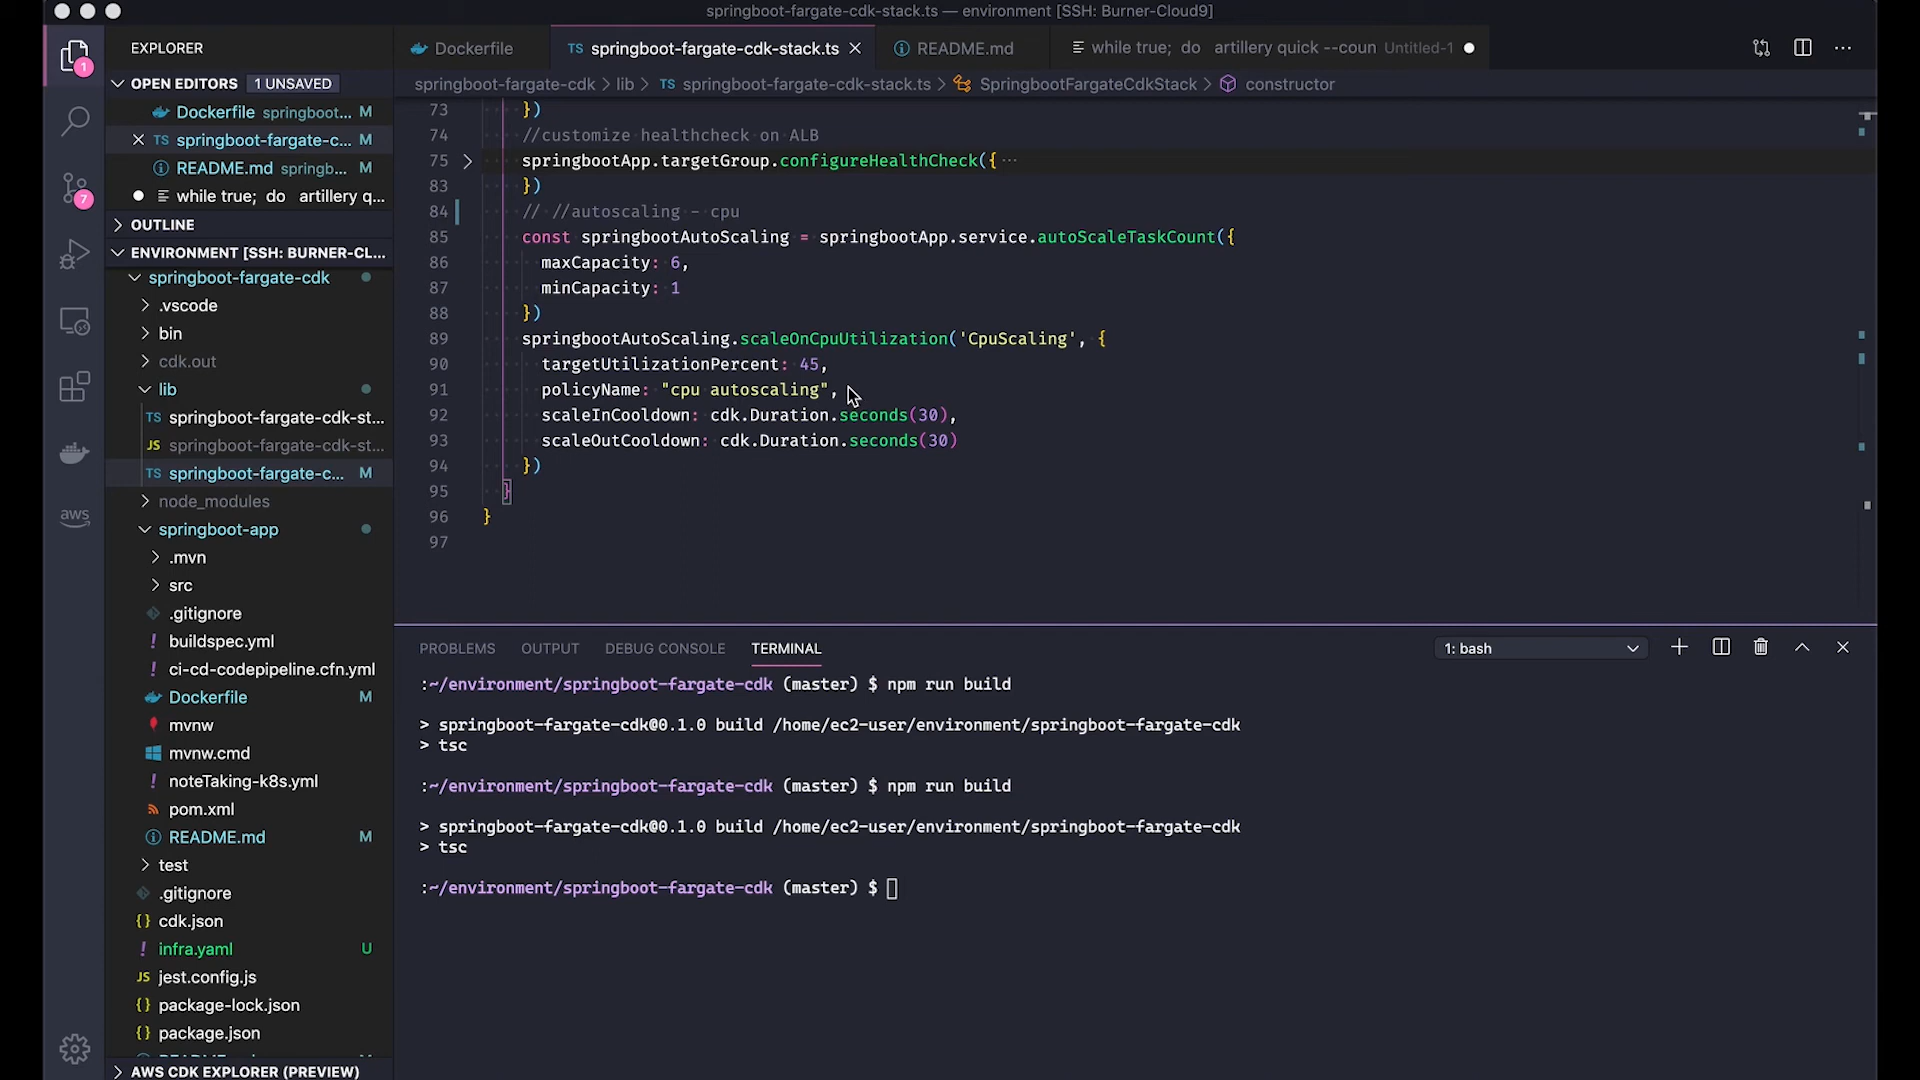 springboot-fargate-cdk-stack.ts — environment [SSH: Burner-Cloud9]
EXPLORER
1
7
aws
OPEN EDITORS 1 UNSAVED
Dockerfile springboot... M
TS springboot-fargate-c... M
README.md springb... M
while true; do artillery q...
OUTLINE
ENVIRONMENT [SSH: BURNER-CL...
springboot-fargate-cdk
.vscode
bin
cdk.out
lib
TS springboot-fargate-cdk-st...
JS springboot-fargate-cdk-st...
TS springboot-fargate-c... M
node_modules
springboot-app
.mvn
src
.gitignore
! buildspec.yml
! ci-cd-codepipeline.cfn.yml
Dockerfile M
mvnw
mvnw.cmd
! noteTaking-k8s.yml
pom.xml
README.md M
test
.gitignore
{} cdk.json
! infra.yaml U
JS jest.config.js
{} package-lock.json
{} package.json
AWS CDK EXPLORER (PREVIEW)
Dockerfile
TS springboot-fargate-cdk-stack.ts
README.md
while true; do artillery quick --coun Untitled-1
springboot-fargate-cdk > lib > TS springboot-fargate-cdk-stack.ts > SpringbootFargateCdkStack > constructor
73 })
74 //customize healthcheck on ALB
75 springbootApp.targetGroup.configureHealthCheck({ ...
83 })
84 // //autoscaling - cpu
85 const springbootAutoScaling = springbootApp.service.autoScaleTaskCount({
86 maxCapacity: 6,
87 minCapacity: 1
88 })
89 springbootAutoScaling.scaleOnCpuUtilization('CpuScaling', {
90 targetUtilizationPercent: 45,
91 policyName: "cpu autoscaling",
92 scaleInCooldown: cdk.Duration.seconds(30),
93 scaleOutCooldown: cdk.Duration.seconds(30)
94 })
95 }
96 }
97
PROBLEMS OUTPUT DEBUG CONSOLE TERMINAL 1: bash
:~/environment/springboot-fargate-cdk (master) $ npm run build
> springboot-fargate-cdk@0.1.0 build /home/ec2-user/environment/springboot-fargate-cdk
> tsc
:~/environment/springboot-fargate-cdk (master) $ npm run build
> springboot-fargate-cdk@0.1.0 build /home/ec2-user/environment/springboot-fargate-cdk
> tsc
:~/environment/springboot-fargate-cdk (master) $